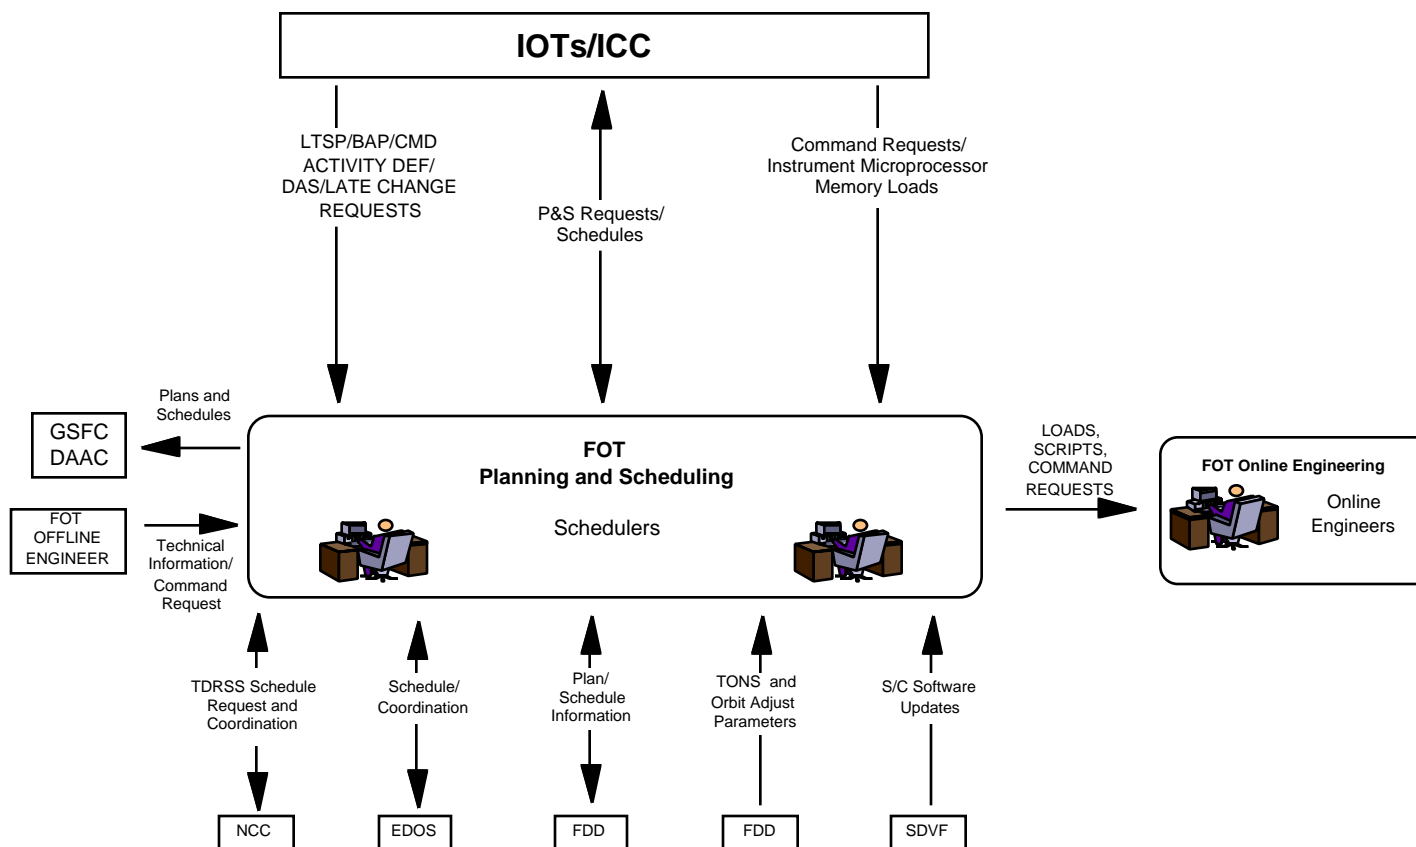 IOTs/ICC
LTSP/BAP/CMD
ACTIVITY DEF/
DAS/LATE CHANGE
REQUESTS
P&S Requests/
Schedules
Command Requests/
Instrument Microprocessor
Memory Loads
Plans and
Schedules
GSFC
DAAC
FOT
OFFLINE
ENGINEER
Technical
Information/
Command
Request
FOT
Planning and Scheduling
Schedulers
LOADS,
SCRIPTS,
COMMAND
REQUESTS
FOT Online Engineering
Online
Engineers
TDRSS Schedule
Request and
Coordination
Schedule/
Coordination
Plan/
Schedule
Information
TONS and
Orbit Adjust
Parameters
S/C Software
Updates
NCC
EDOS
FDD
FDD
SDVF